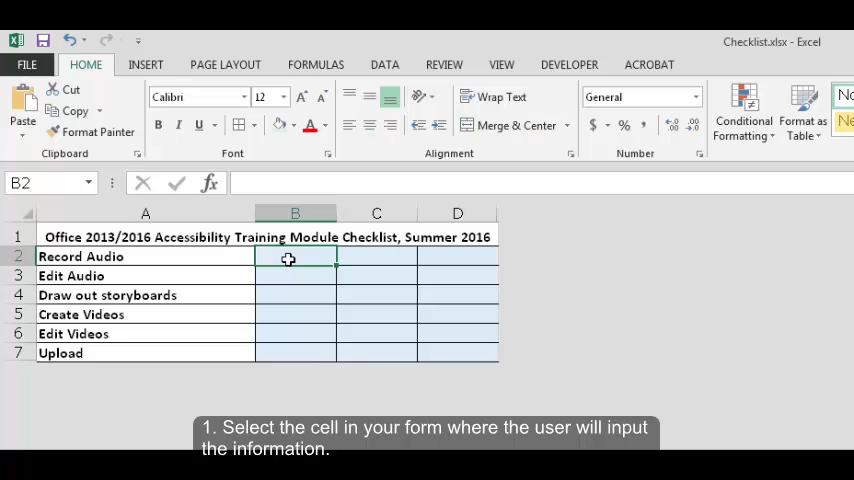 Checklist.xlsx - Excel
FILE HOME INSERT PAGE LAYOUT FORMULAS DATA REVIEW VIEW DEVELOPER ACROBAT
Paste Cut Copy Format Painter
Calibri 12 A A
B I U A
Wrap Text
Merge & Center
General
$ % , .00 .0
Conditional Formatting
Format as Table
Clipboard Font Alignment Number
B2 fx
A B C D
1 Office 2013/2016 Accessibility Training Module Checklist, Summer 2016
2 Record Audio
3 Edit Audio
4 Draw out storyboards
5 Create Videos
6 Edit Videos
7 Upload
1. Select the cell in your form where the user will input
the information.